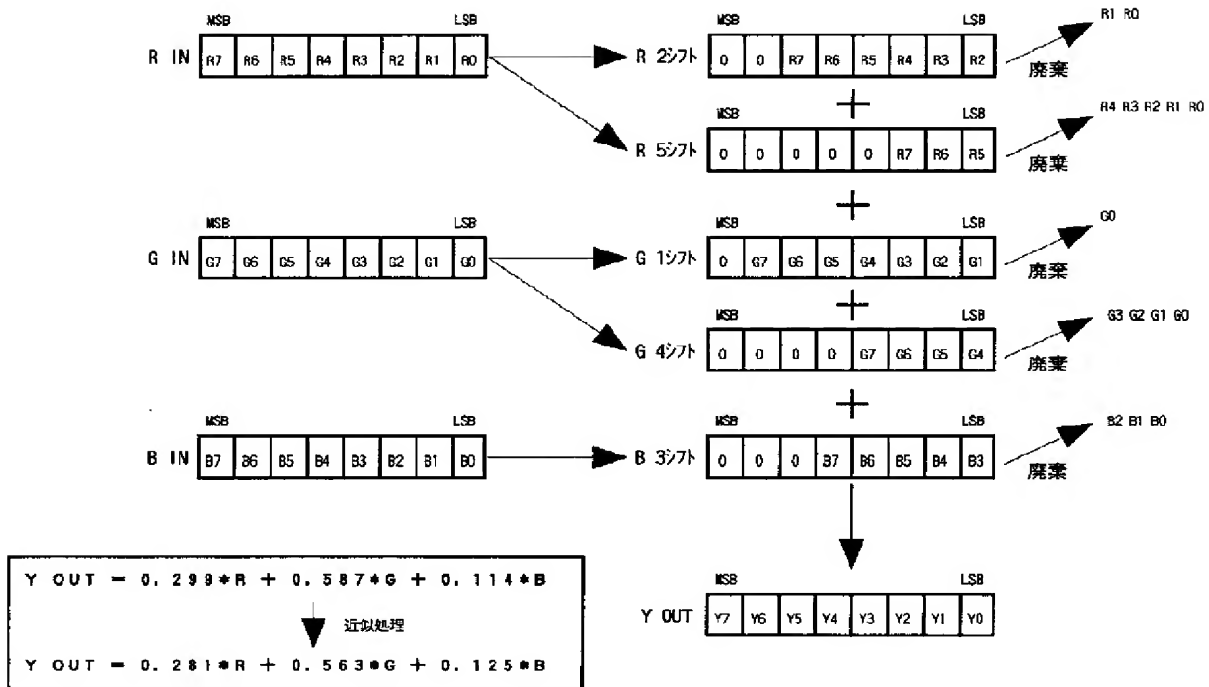 MSB LSB MSB LSB R1 R0
R IN R7 R6 R5 R4 R3 R2 R1 R0 R 2シフト 0 0 R7 R6 R5 R4 R3 R2 廃棄
MSB + LSB R4 R3 R2 R1 R0
R 5シフト 0 0 0 0 0 R7 R6 R5 廃棄
MSB LSB MSB + LSB G0
G IN G7 G6 G5 G4 G3 G2 G1 G0 G 1シフト 0 G7 G6 G5 G4 G3 G2 G1 廃棄
MSB + LSB G3 G2 G1 G0
G 4シフト 0 0 0 0 G7 G6 G5 G4 廃棄
MSB LSB MSB + LSB B2 B1 B0
B IN B7 B6 B5 B4 B3 B2 B1 B0 B 3シフト 0 0 0 B7 B6 B5 B4 B3 廃棄
Y OUT = 0.299*R + 0.587*G + 0.114*B
近似処理
Y OUT = 0.281*R + 0.563*G + 0.125*B
MSB LSB
Y OUT Y7 Y6 Y5 Y4 Y3 Y2 Y1 Y0